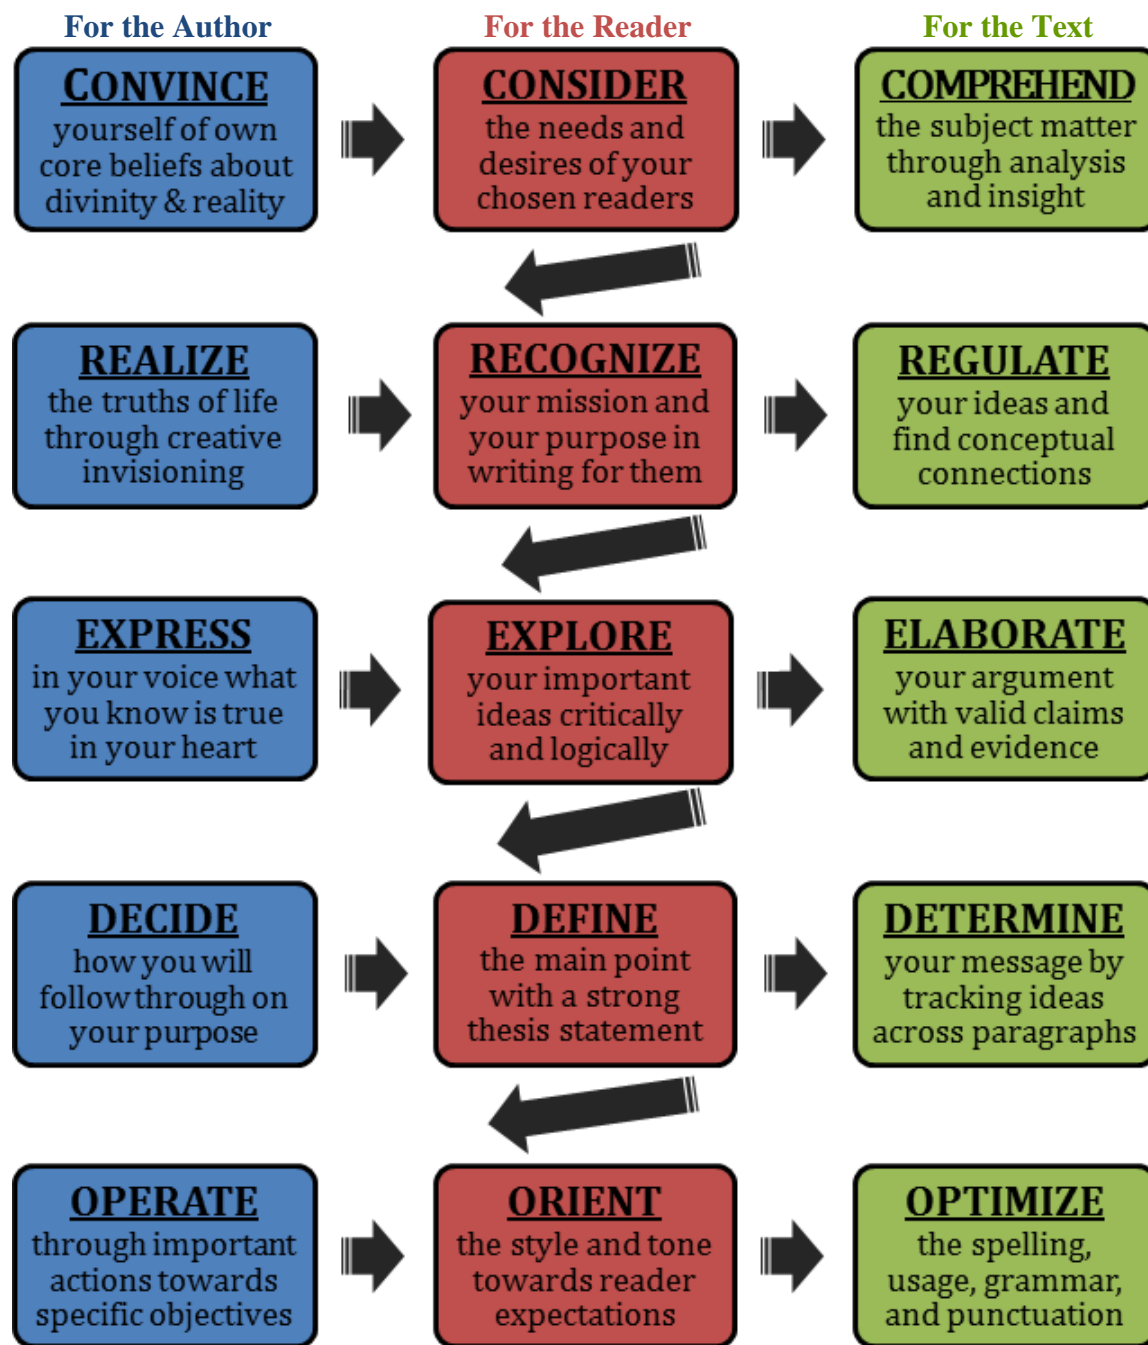 For the Author
For the Reader
For the Text
CONVINCE
yourself of own
core beliefs about
divinity & reality
CONSIDER
the needs and
desires of your
chosen readers
COMPREHEND
the subject matter
through analysis
and insight
REALIZE
the truths of life
through creative
invisioning
RECOGNIZE
your mission and
your purpose in
writing for them
REGULATE
your ideas and
find conceptual
connections
EXPRESS
in your voice what
you know is true
in your heart
EXPLORE
your important
ideas critically
and logically
ELABORATE
your argument
with valid claims
and evidence
DECIDE
how you will
follow through on
your purpose
DEFINE
the main point
with a strong
thesis statement
DETERMINE
your message by
tracking ideas
across paragraphs
OPERATE
through important
actions towards
specific objectives
ORIENT
the style and tone
towards reader
expectations
OPTIMIZE
the spelling,
usage, grammar,
and punctuation